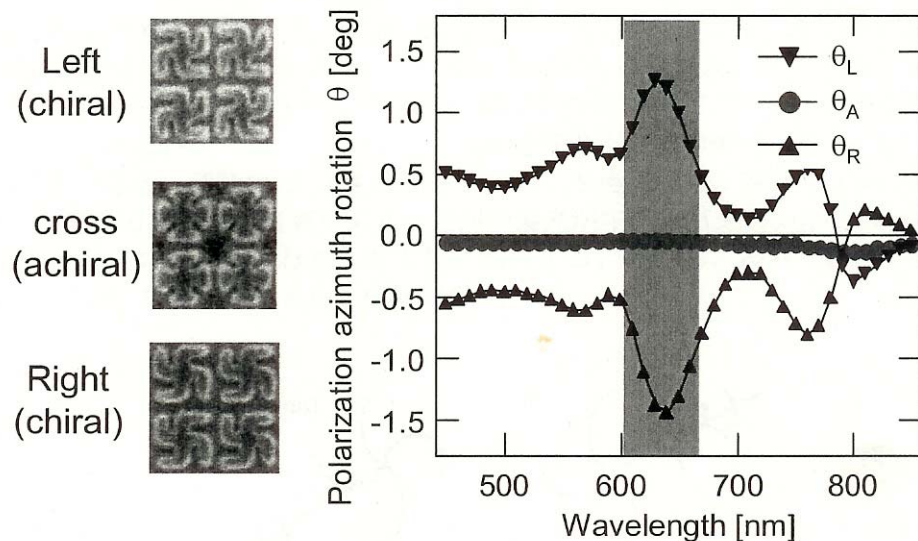 Left
(chiral)
cross
(achiral)
Right
(chiral)
Polarization azimuth rotation θ [deg]
1.5
1.0
0.5
0.0
-0.5
-1.0
-1.5
θL
θA
θR
500
600
700
800
Wavelength [nm]